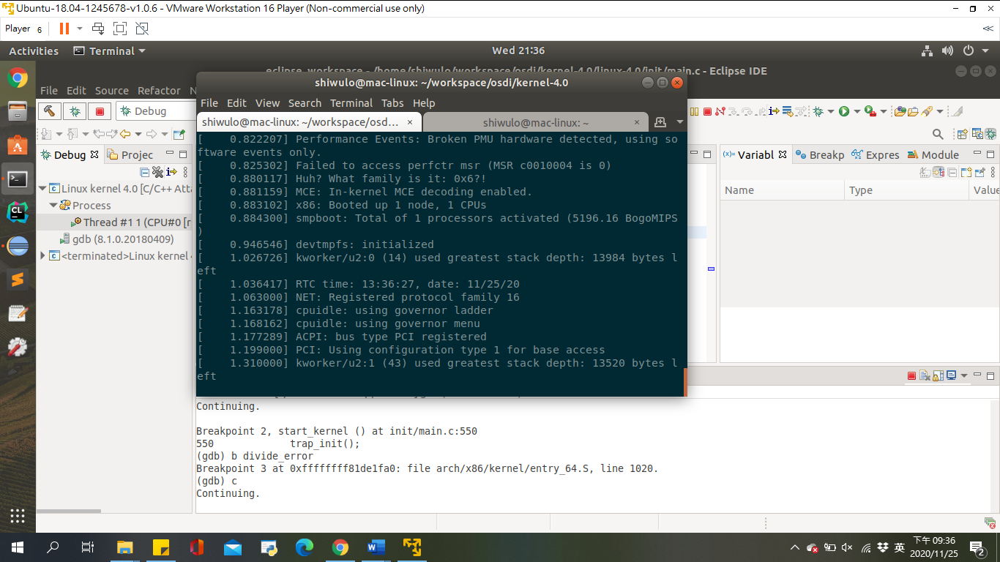 Ubuntu-18.04-1245678-v1.0.6 - VMware Workstation 16 Player (Non-commercial use only)
Player 6
Activities Terminal Wed 21:36
eclipse_workspace - /home/shiwulo/workspace/osdi/kernel-4.0/linux-4.0/init/main.c - Eclipse IDE
shiwulo@mac-linux: ~/workspace/osdi/kernel-4.0
File Edit Source Refactor N
File Edit View Search Terminal Tabs Help
Debug
shiwulo@mac-linux: ~/workspace/osd… × shiwulo@mac-linux: ~ ×
[    0.822207] Performance Events: Broken PMU hardware detected, using so
ftware events only.
[    0.825302] Failed to access perfctr msr (MSR c0010004 is 0)
[    0.880117] Huh? What family is it: 0x6?!
[    0.881159] MCE: In-kernel MCE decoding enabled.
[    0.883102] x86: Booted up 1 node, 1 CPUs
[    0.884300] smpboot: Total of 1 processors activated (5196.16 BogoMIPS
)
[    0.946546] devtmpfs: initialized
[    1.026726] kworker/u2:0 (14) used greatest stack depth: 13984 bytes l
eft
[    1.036417] RTC time: 13:36:27, date: 11/25/20
[    1.063000] NET: Registered protocol family 16
[    1.163178] cpuidle: using governor ladder
[    1.168162] cpuidle: using governor menu
[    1.177289] ACPI: bus type PCI registered
[    1.199000] PCI: Using configuration type 1 for base access
[    1.310000] kworker/u2:1 (43) used greatest stack depth: 13520 bytes l
eft
Debug Projec
Linux kernel 4.0 [C/C++ Atta
Process
Thread #1 1 (CPU#0 [r
gdb (8.1.0.20180409)
<terminated>Linux kernel 4
(x)= Variabl Breakp Expres Module
Name Type Value
Continuing.
Breakpoint 2, start_kernel () at init/main.c:550
550             trap_init();
(gdb) b divide_error
Breakpoint 3 at 0xffffffff81de1fa0: file arch/x86/kernel/entry_64.S, line 1020.
(gdb) c
Continuing.
英
下午 09:36
2020/11/25
2